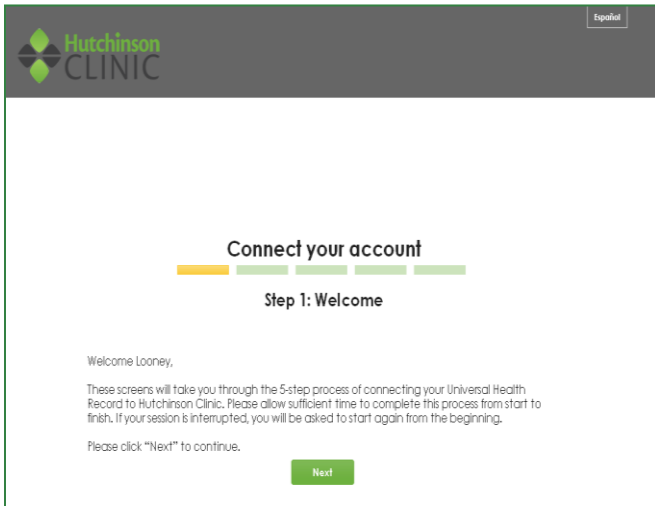 Español
Hutchinson
CLINIC
Connect your account
Step 1: Welcome
Welcome Looney,
These screens will take you through the 5-step process of connecting your Universal Health
Record to Hutchinson Clinic. Please allow sufficient time to complete this process from start to
finish. If your session is interrupted, you will be asked to start again from the beginning.
Please click “Next” to continue.
Next